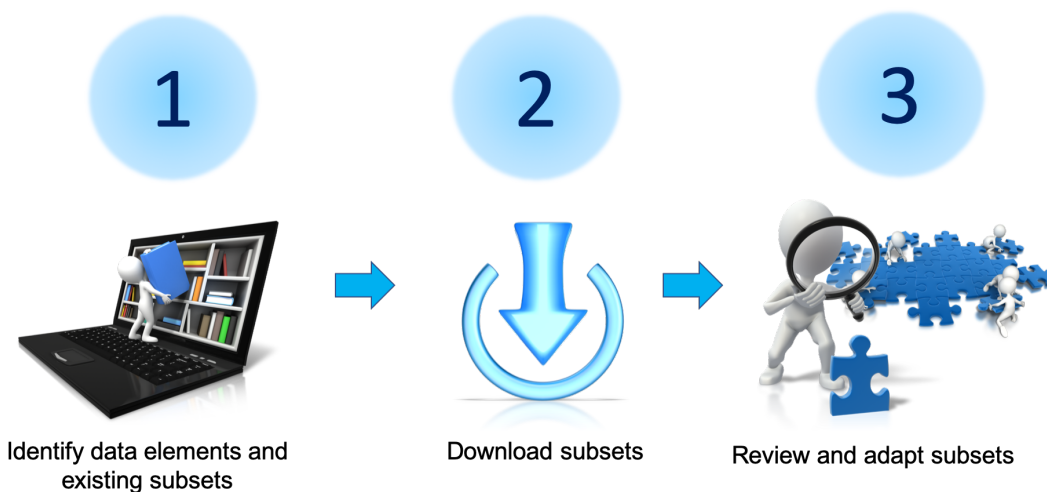 1
2
3
Identify data elements and
existing subsets
Download subsets
Review and adapt subsets